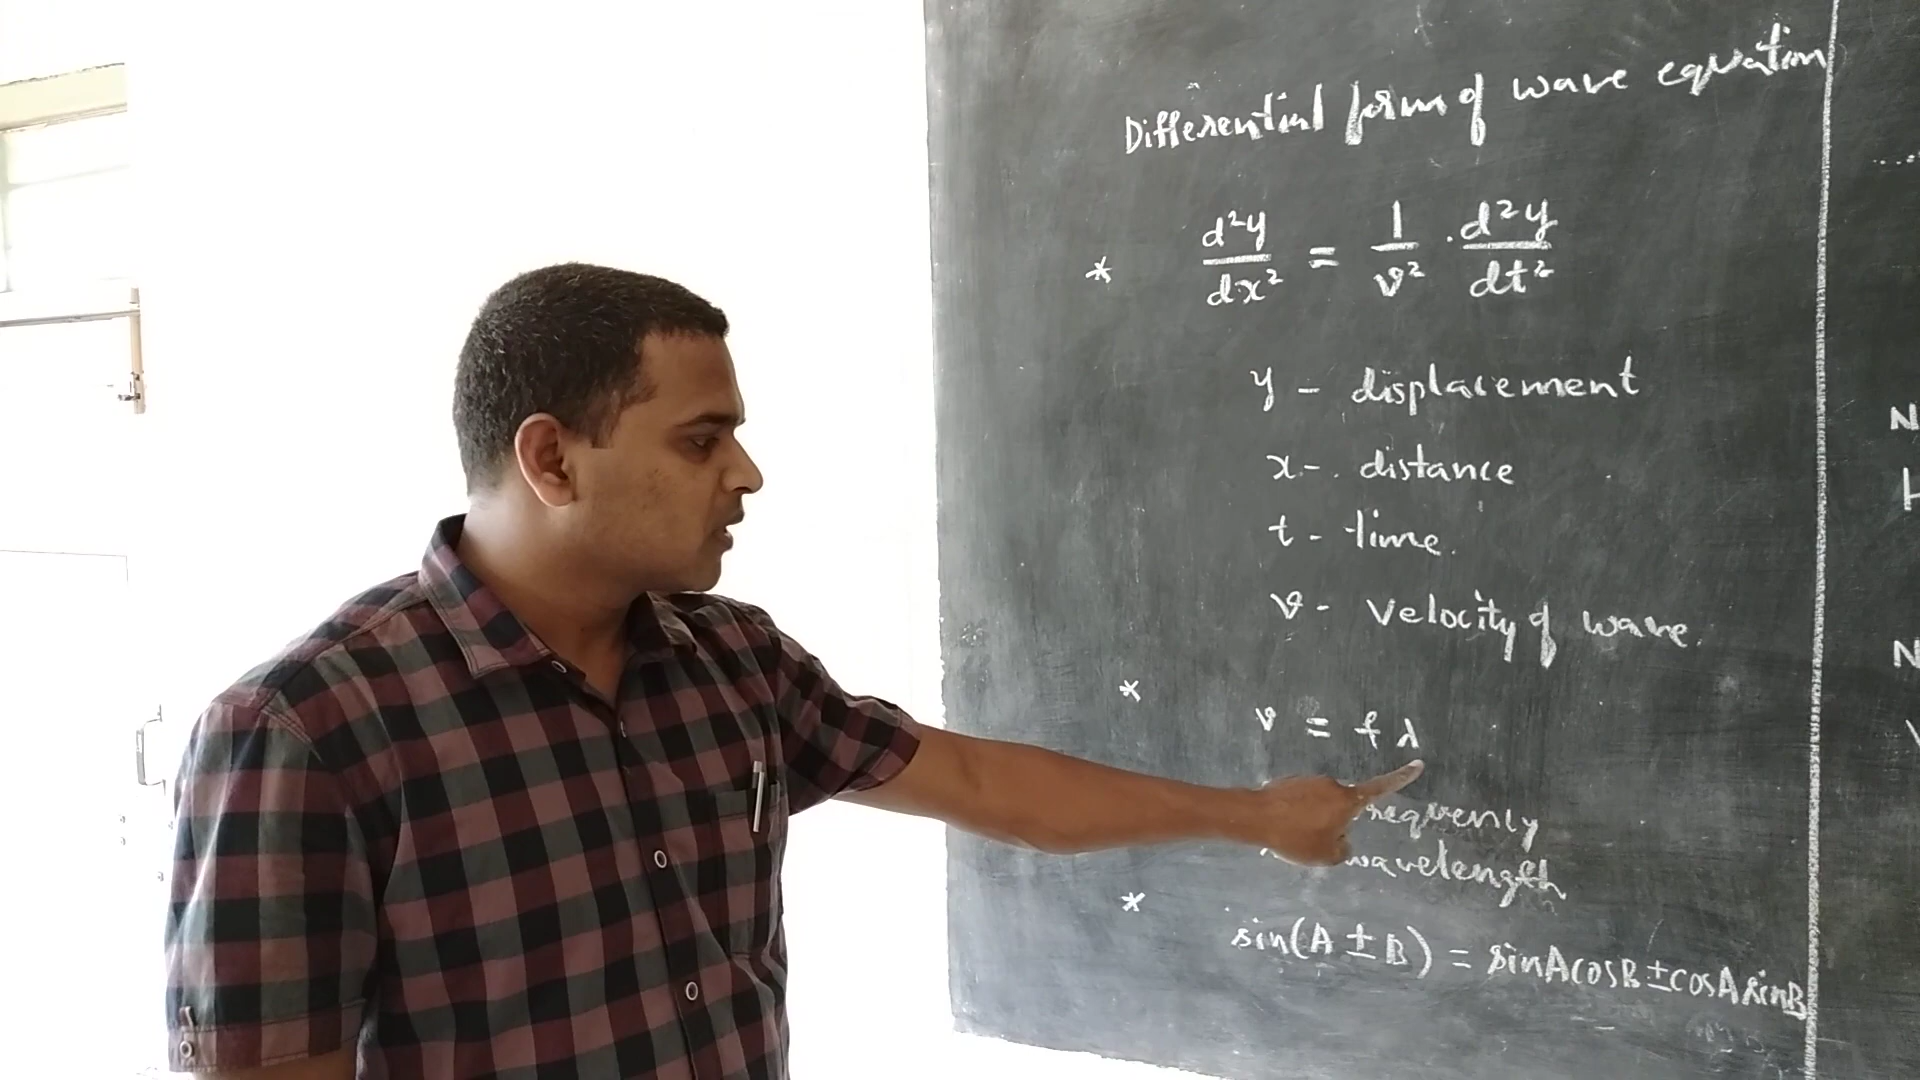 Differential form of wave equation
* d²y/dx² = 1/v² . d²y/dt²
y - displacement
x - distance
t - time.
v - velocity of wave.
* v = f λ
requency
wavelength
* sin(A ± B) = sinAcosB ± cosAsinB
N
H
N